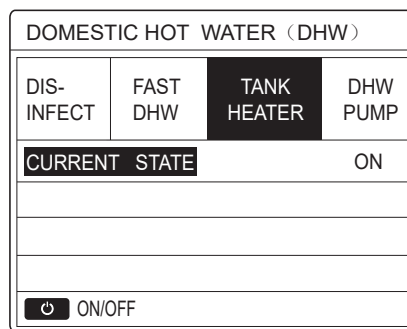 DOMESTIC HOT WATER（DHW）
DIS-
INFECT
FAST
DHW
TANK
HEATER
DHW
PUMP
CURRENT STATE ON
ON/OFF